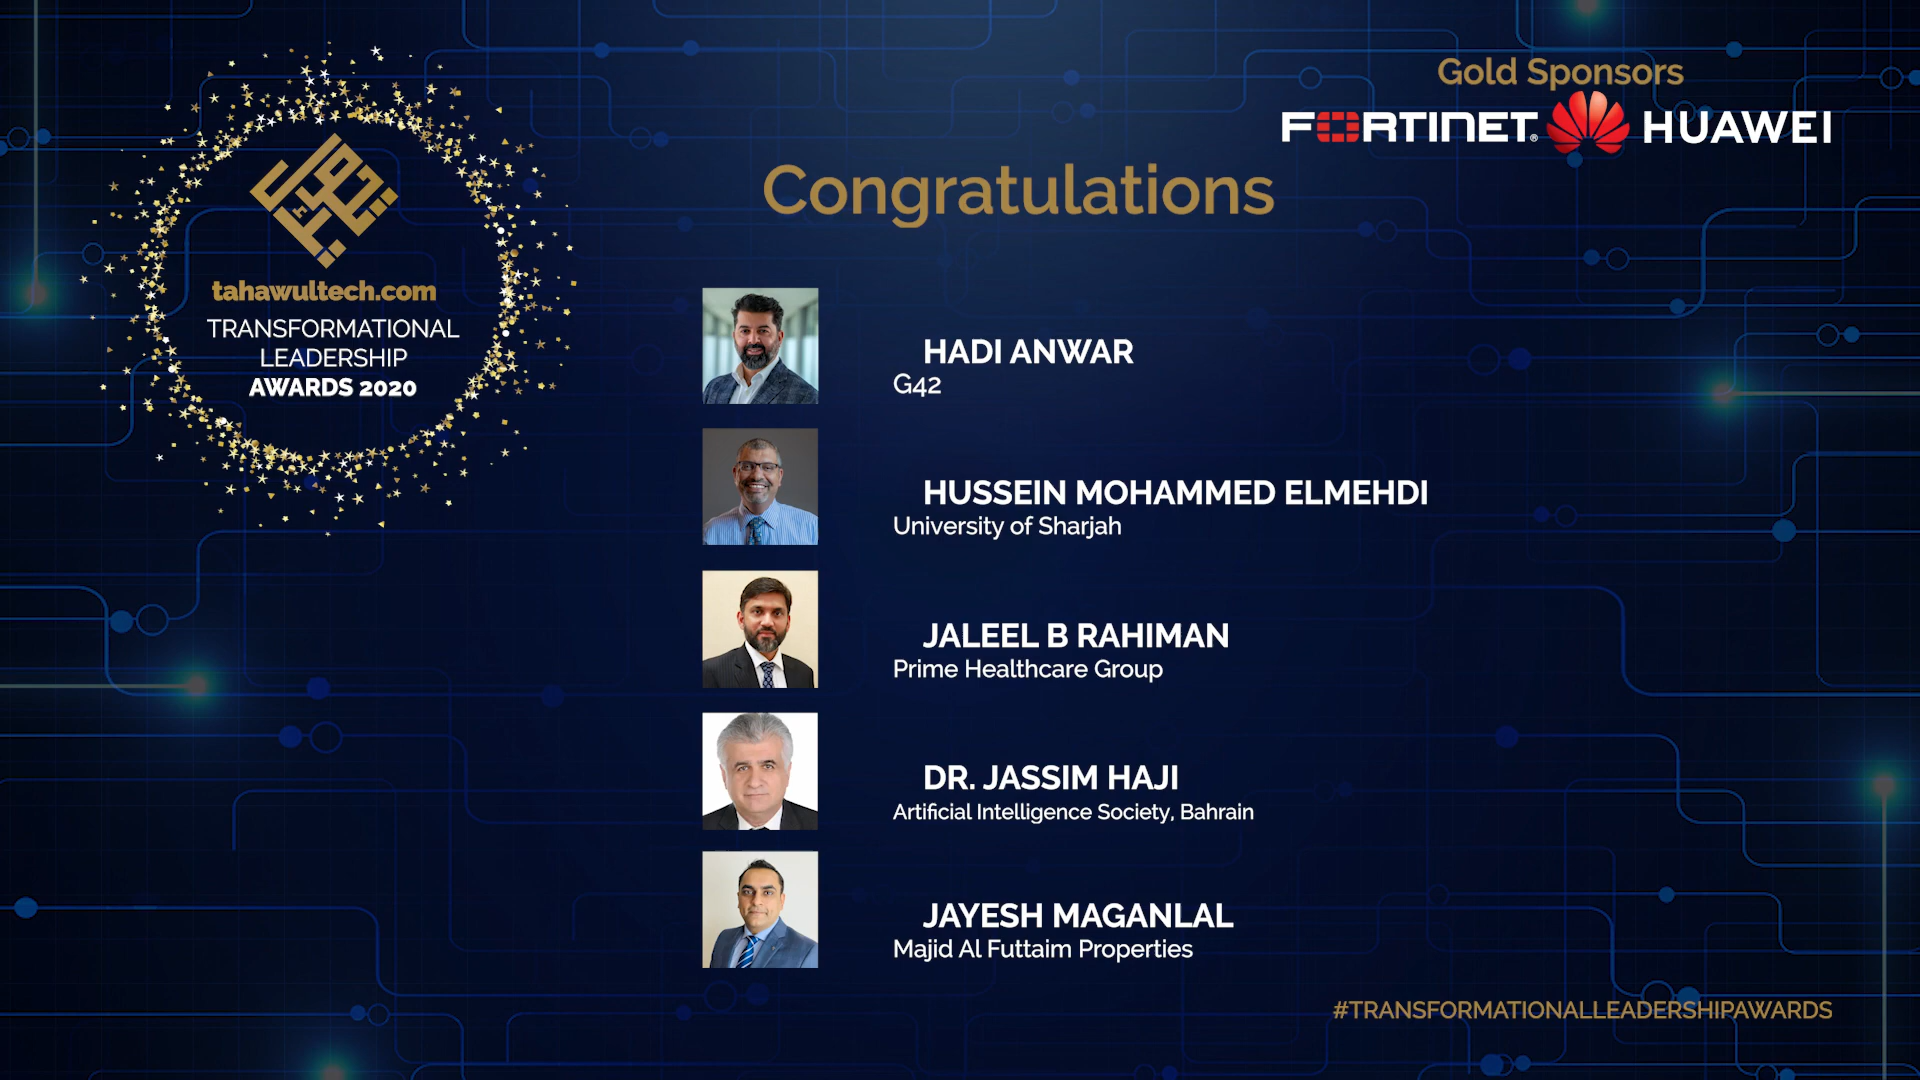 Gold Sponsors
FORTINET® HUAWEI
Congratulations
tahawultech.com
TRANSFORMATIONAL
LEADERSHIP
AWARDS 2020
HADI ANWAR
G42
HUSSEIN MOHAMMED ELMEHDI
University of Sharjah
JALEEL B RAHIMAN
Prime Healthcare Group
DR. JASSIM HAJI
Artificial Intelligence Society, Bahrain
JAYESH MAGANLAL
Majid Al Futtaim Properties
#TRANSFORMATIONALLEADERSHIPAWARDS